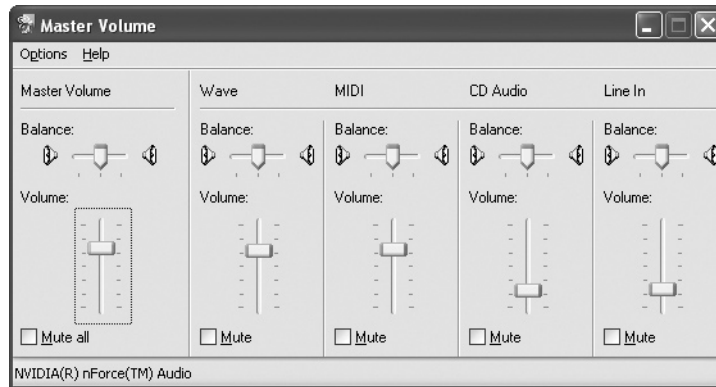 Master Volume
Options Help
Master Volume Wave MIDI CD Audio Line In
Balance: Balance: Balance: Balance: Balance:
Volume: Volume: Volume: Volume: Volume:
Mute all Mute Mute Mute Mute
NVIDIA(R) nForce(TM) Audio